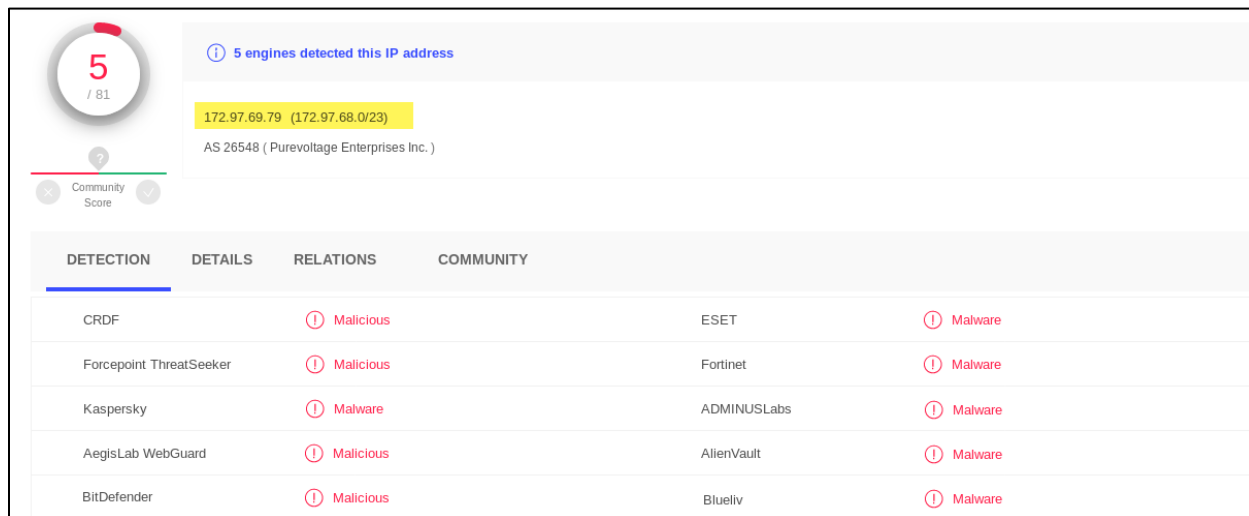 5
/ 81
5 engines detected this IP address
172.97.69.79 (172.97.68.0/23)
AS 26548 ( Purevoltage Enterprises Inc. )
?
Community
Score
DETECTION DETAILS RELATIONS COMMUNITY
CRDF Malicious ESET Malware
Forcepoint ThreatSeeker Malicious Fortinet Malware
Kaspersky Malware ADMINUSLabs Malware
AegisLab WebGuard Malicious AlienVault Malware
BitDefender Malicious Blueliv Malware